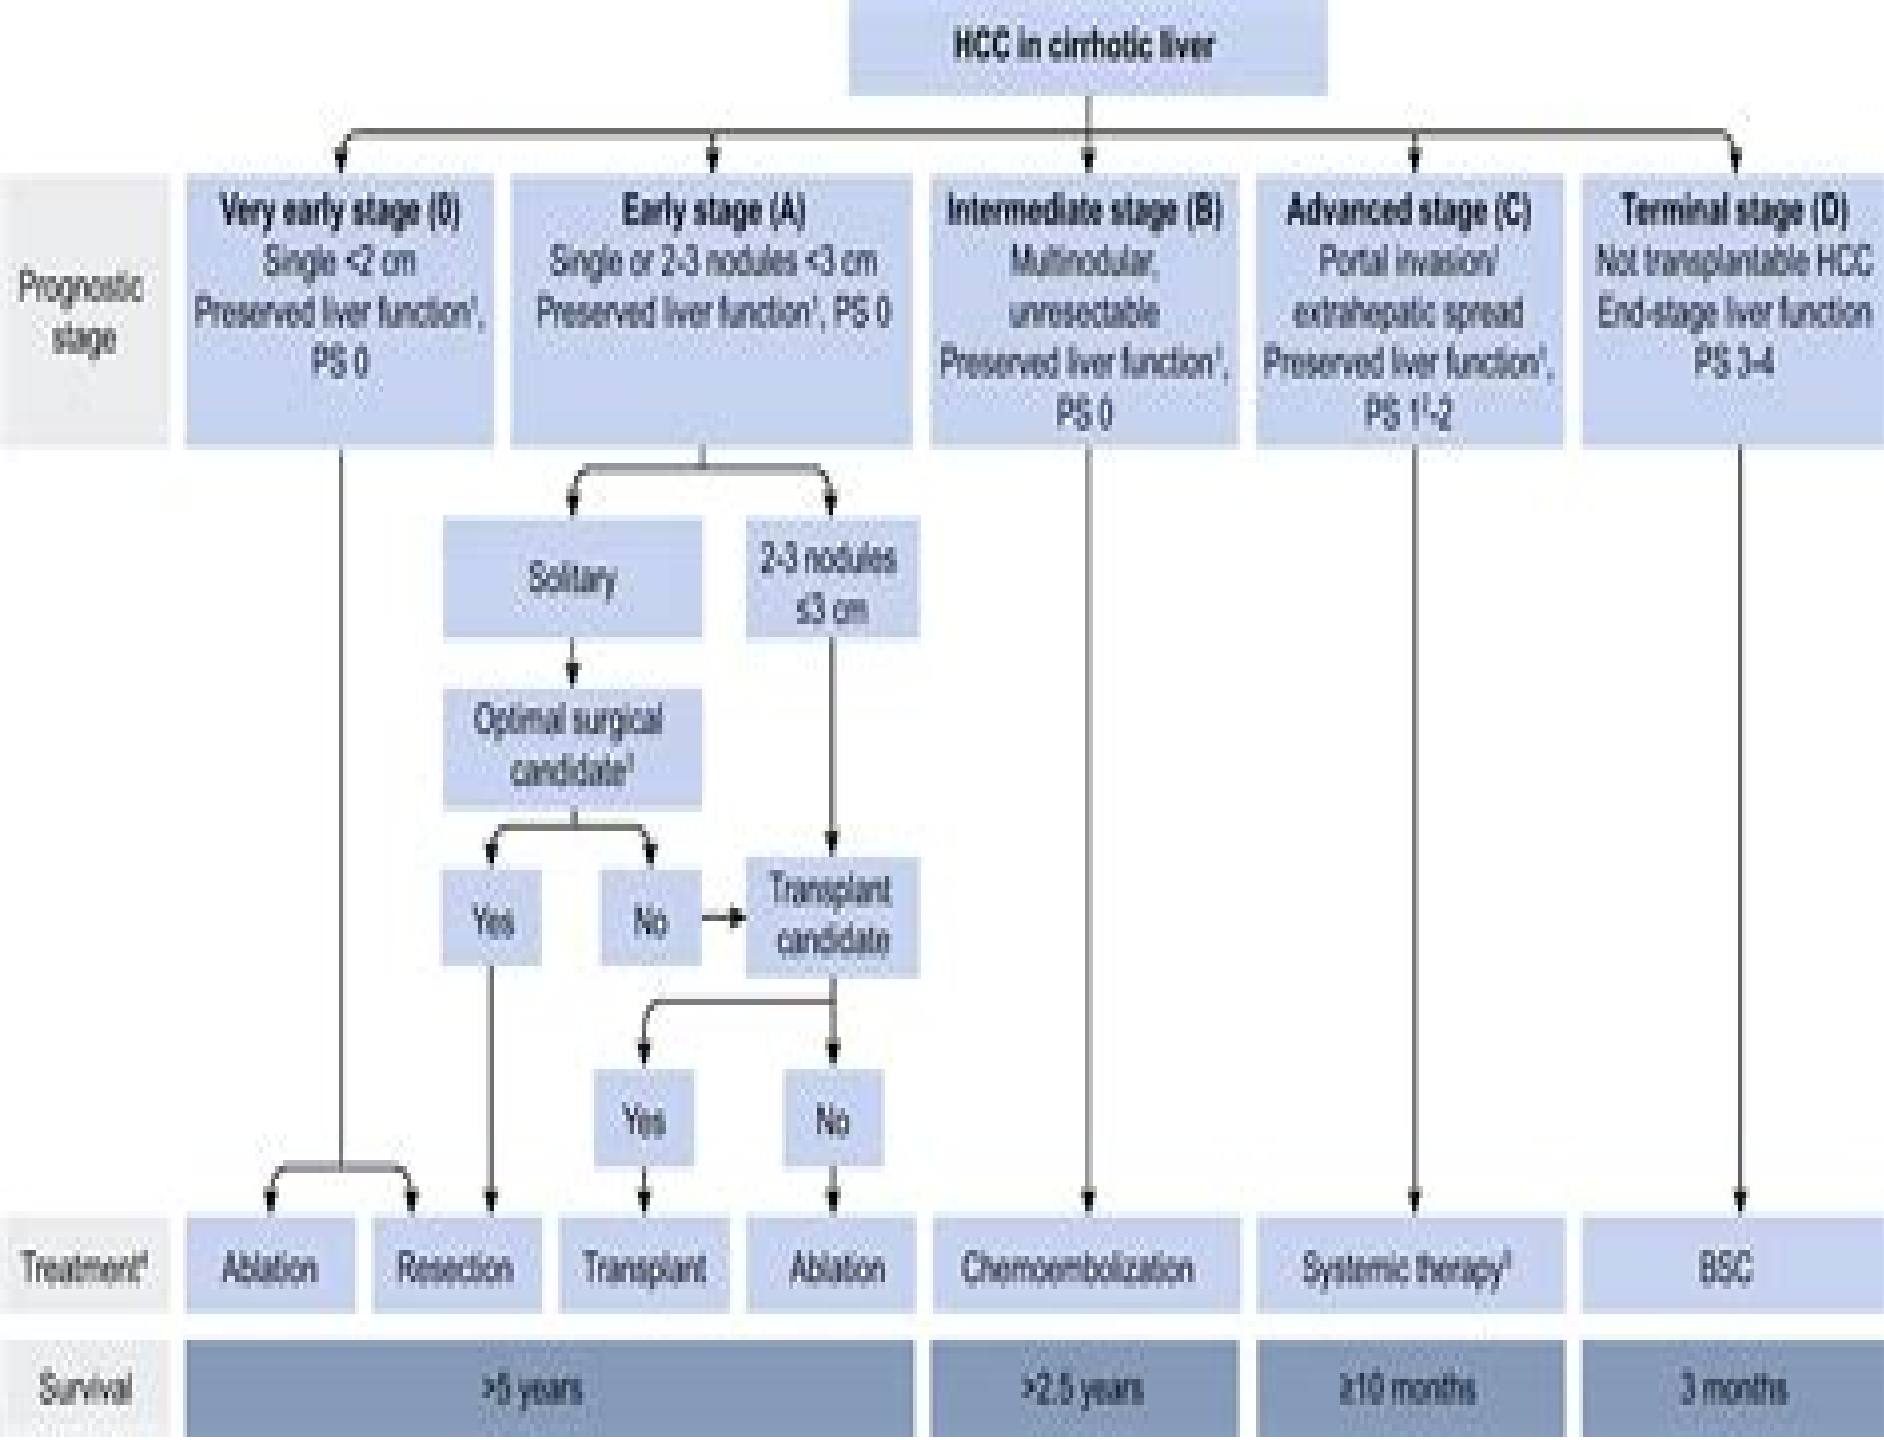 HCC in cirrhotic liver
Prognostic
stage
Very early stage (0)
Single <2 cm
Preserved liver function¹,
PS 0
Early stage (A)
Single or 2-3 nodules <3 cm
Preserved liver function¹, PS 0
Intermediate stage (B)
Multinodular,
unresectable
Preserved liver function¹,
PS 0
Advanced stage (C)
Portal invasion/
extrahepatic spread
Preserved liver function¹,
PS 1²-2
Terminal stage (D)
Not transplantable HCC
End-stage liver function
PS 3-4
Solitary
2-3 nodules
≤3 cm
Optimal surgical
candidate³
Yes
No
Transplant
candidate
Yes
No
Treatment⁴
Ablation
Resection
Transplant
Ablation
Chemoembolization
Systemic therapy⁵
BSC
Survival
>5 years
>2.5 years
≥10 months
3 months